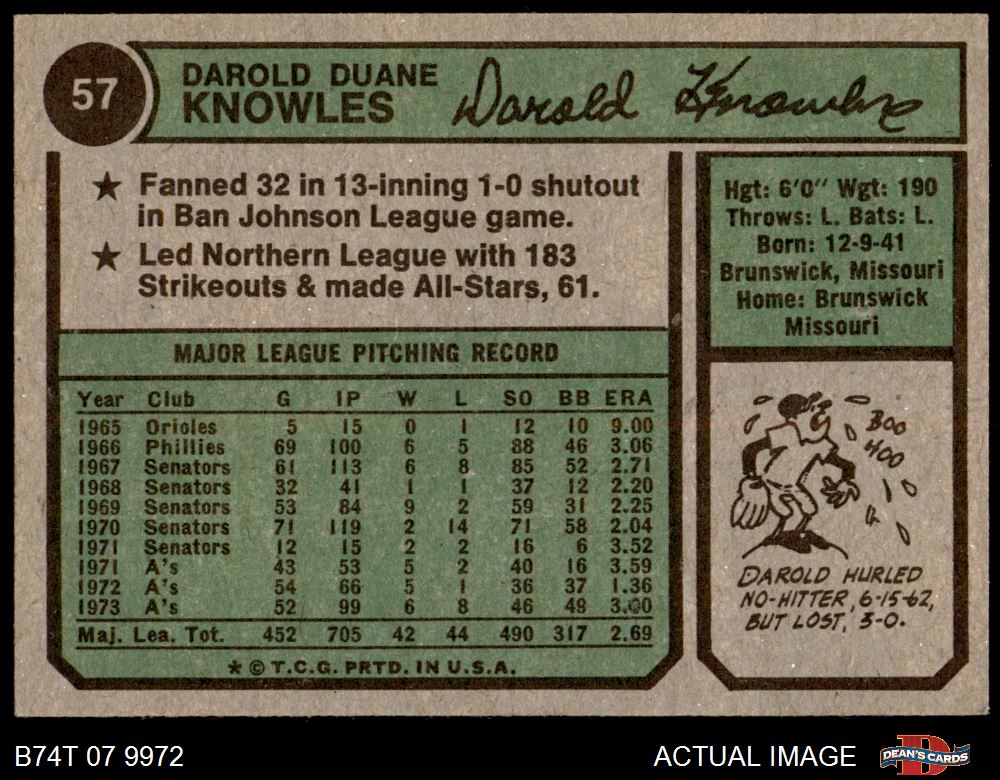 57
DAROLD DUANE
KNOWLES
Darold Knowles
★ Fanned 32 in 13-inning 1-0 shutout
in Ban Johnson League game.
★ Led Northern League with 183
Strikeouts & made All-Stars, 61.
Hgt: 6'0" Wgt: 190
Throws: L. Bats: L.
Born: 12-9-41
Brunswick, Missouri
Home: Brunswick
Missouri
MAJOR LEAGUE PITCHING RECORD
Year Club G IP W L SO BB ERA
1965 Orioles 5 15 0 1 12 10 9.00
1966 Phillies 69 100 6 5 88 46 3.06
1967 Senators 61 113 6 8 85 52 2.71
1968 Senators 32 41 1 1 37 12 2.20
1969 Senators 53 84 9 2 59 31 2.25
1970 Senators 71 119 2 14 71 58 2.04
1971 Senators 12 15 2 2 16 6 3.52
1971 A's 43 53 5 2 40 16 3.59
1972 A's 54 66 5 1 36 37 1.36
1973 A's 52 99 6 8 46 49 3.00
Maj. Lea. Tot. 452 705 42 44 490 317 2.69
★ © T.C.G. PRTD. IN U.S.A.
BOO
HOO
DAROLD HURLED
NO-HITTER, 6-15-62,
BUT LOST, 3-0.
B74T 07 9972
ACTUAL IMAGE
DEAN'S CARDS